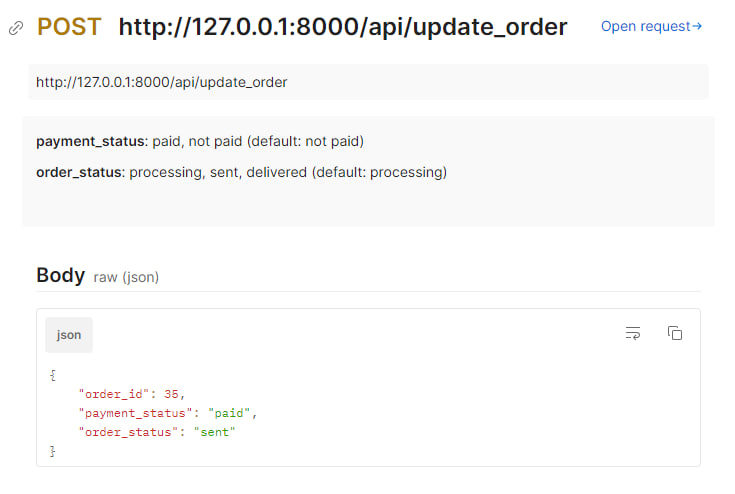 POST http://127.0.0.1:8000/api/update_order Open request→
http://127.0.0.1:8000/api/update_order
payment_status: paid, not paid (default: not paid)
order_status: processing, sent, delivered (default: processing)
Body raw (json)
json
{
    "order_id": 35,
    "payment_status": "paid",
    "order_status": "sent"
}